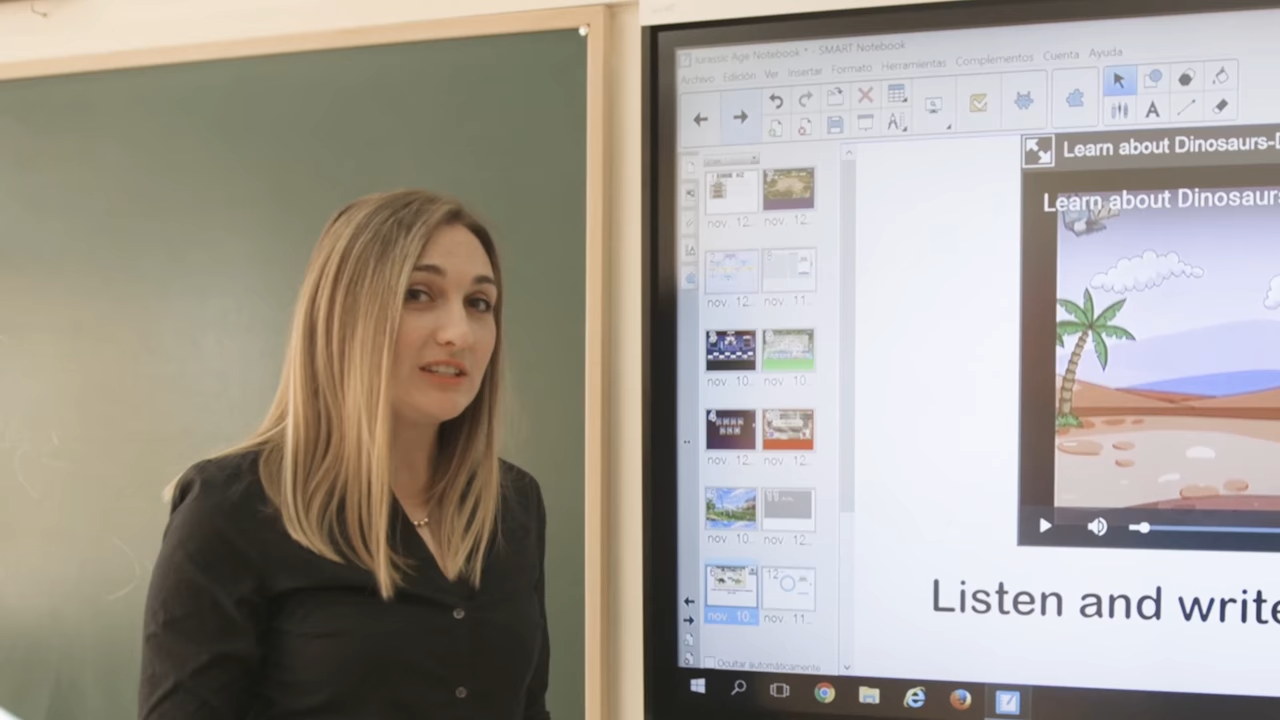 Jurassic Age Notebook * - SMART Notebook
Archivo Edición Ver Insertar Formato Herramientas Complementos Cuenta Ayuda
Learn about Dinosaurs-
Learn about Dinosaurs
nov. 12... nov. 12...
nov. 12... nov. 11...
nov. 10... nov. 10...
nov. 12... nov. 12...
nov. 10... nov. 12...
nov. 10... nov. 11...
Listen and write
Ocultar automáticamente